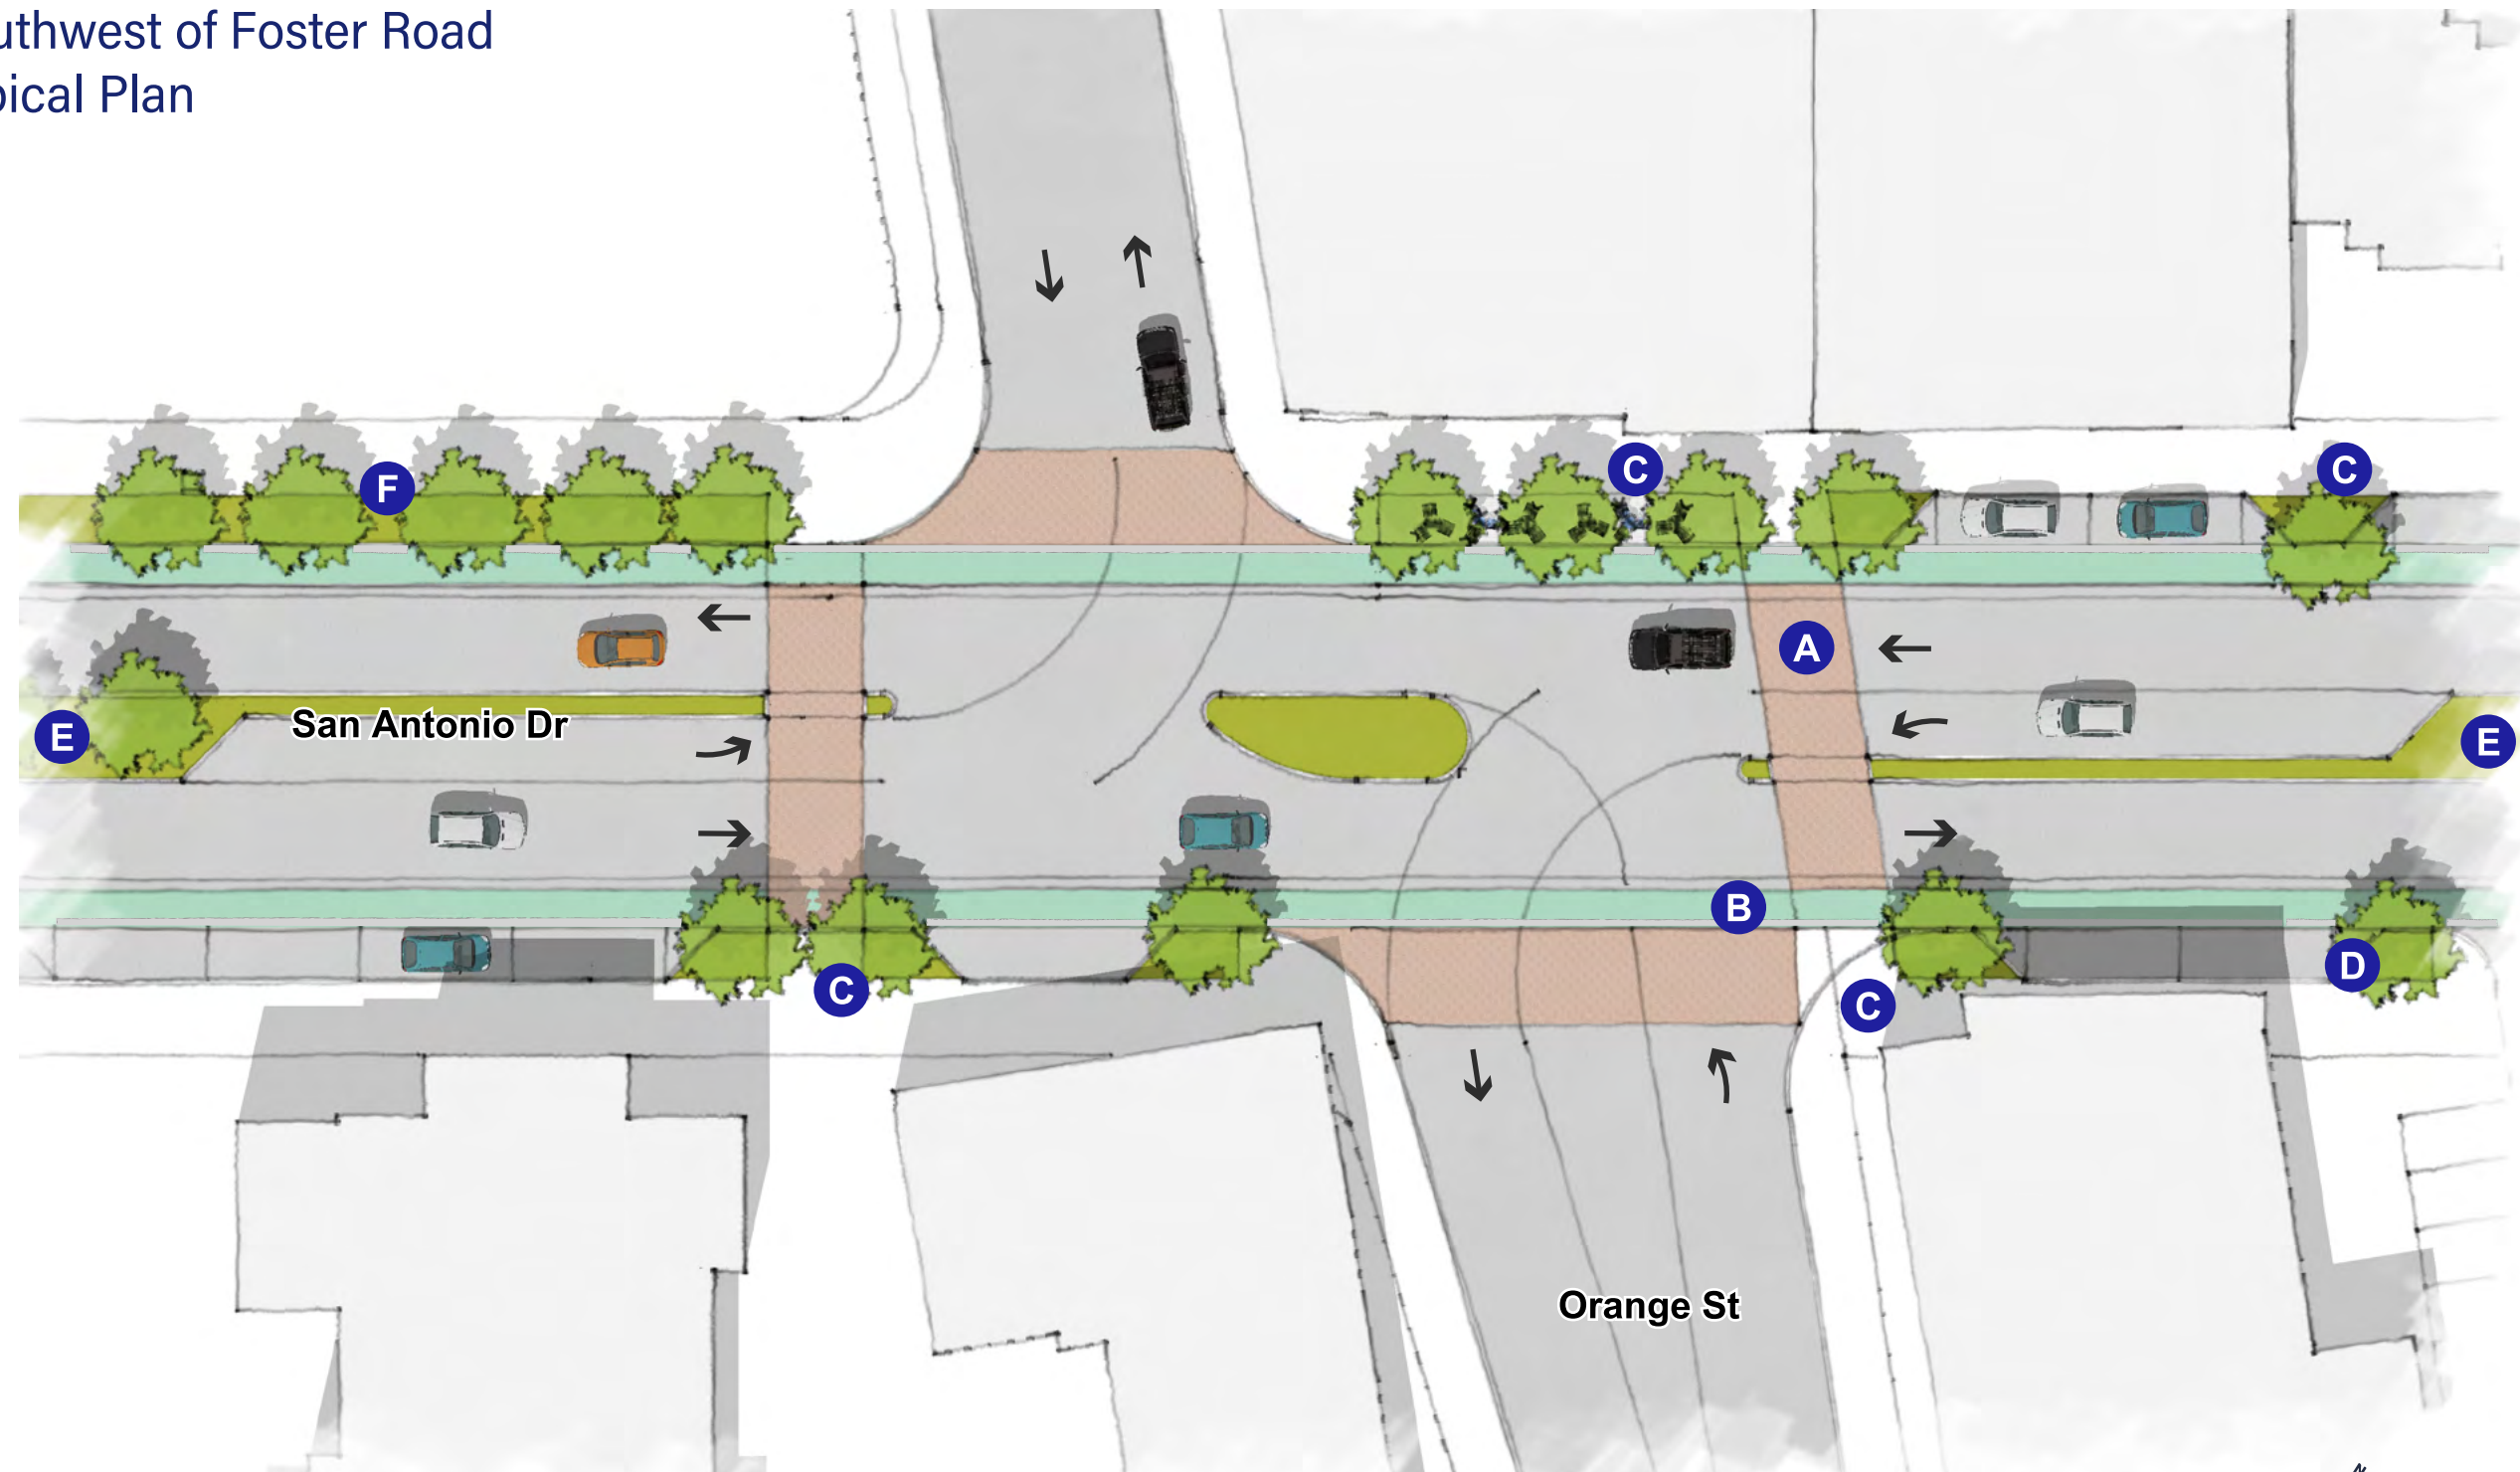 uthwest of Foster Road
pical Plan
F
C
C
A
E
San Antonio Dr
E
B
D
C
C
Orange St
N